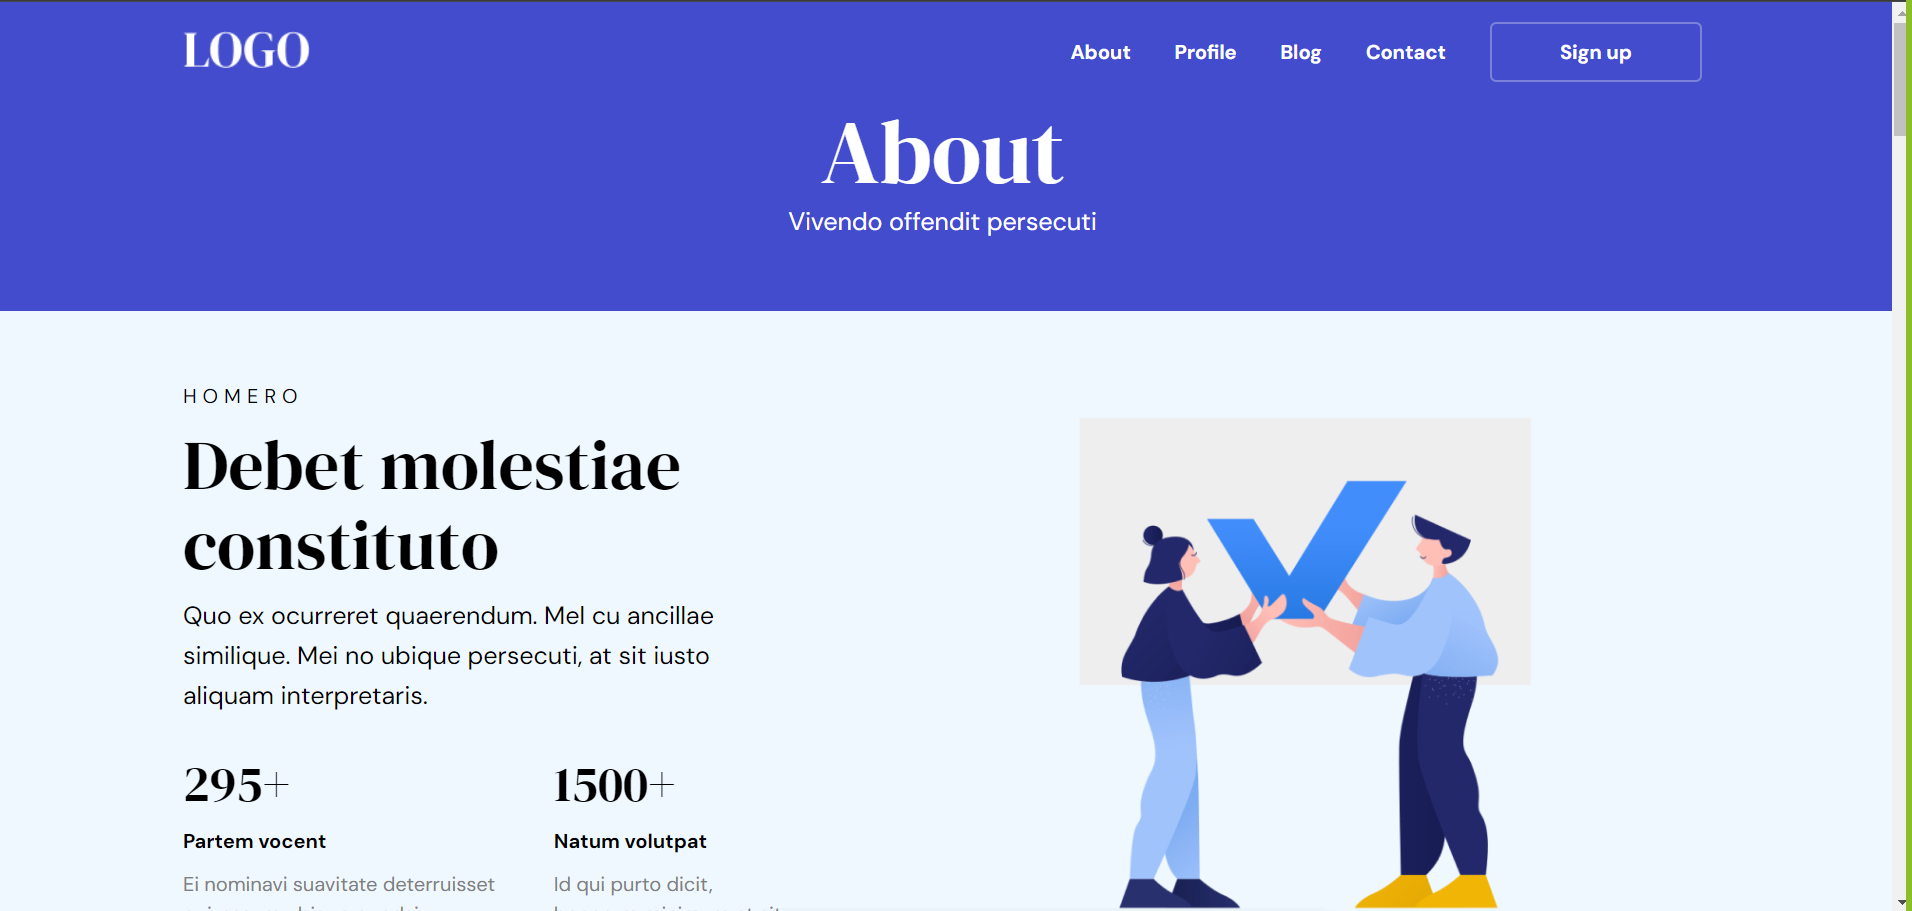 LOGO
About Profile Blog Contact Sign up
About
Vivendo offendit persecuti
HOMERO
Debet molestiae
constituto
Quo ex ocurreret quaerendum. Mel cu ancillae
similique. Mei no ubique persecuti, at sit iusto
aliquam interpretaris.
295+
Partem vocent
Ei nominavi suavitate deterruisset
1500+
Natum volutpat
Id qui purto dicit,